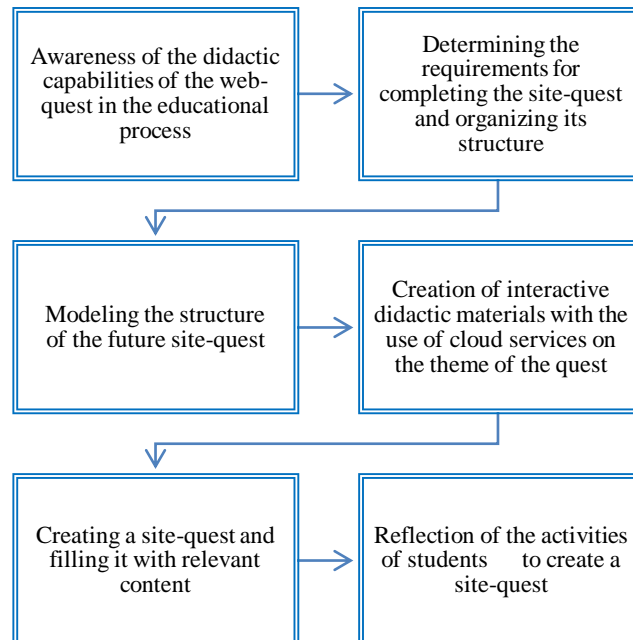 Awareness of the didactic
capabilities of the web-
quest in the educational
process
Determining the
requirements for
completing the site-quest
and organizing its
structure
Modeling the structure
of the future site-quest
Creation of interactive
didactic materials with the
use of cloud services on
the theme of the quest
Creating a site-quest and
filling it with relevant
content
Reflection of the activities
of students to create a
site-quest